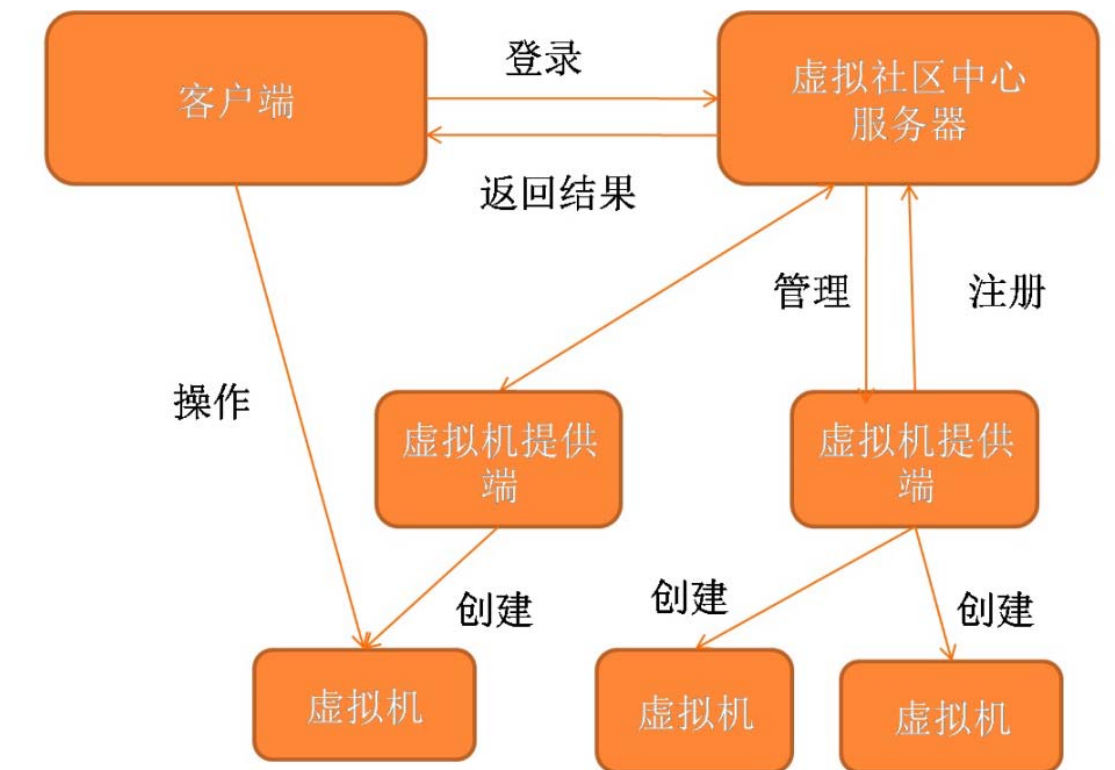 登录
客户端
虚拟社区中心
服务器
返回结果
管理
注册
操作
虚拟机提供
端
虚拟机提供
端
创建
创建
创建
虚拟机
虚拟机
虚拟机